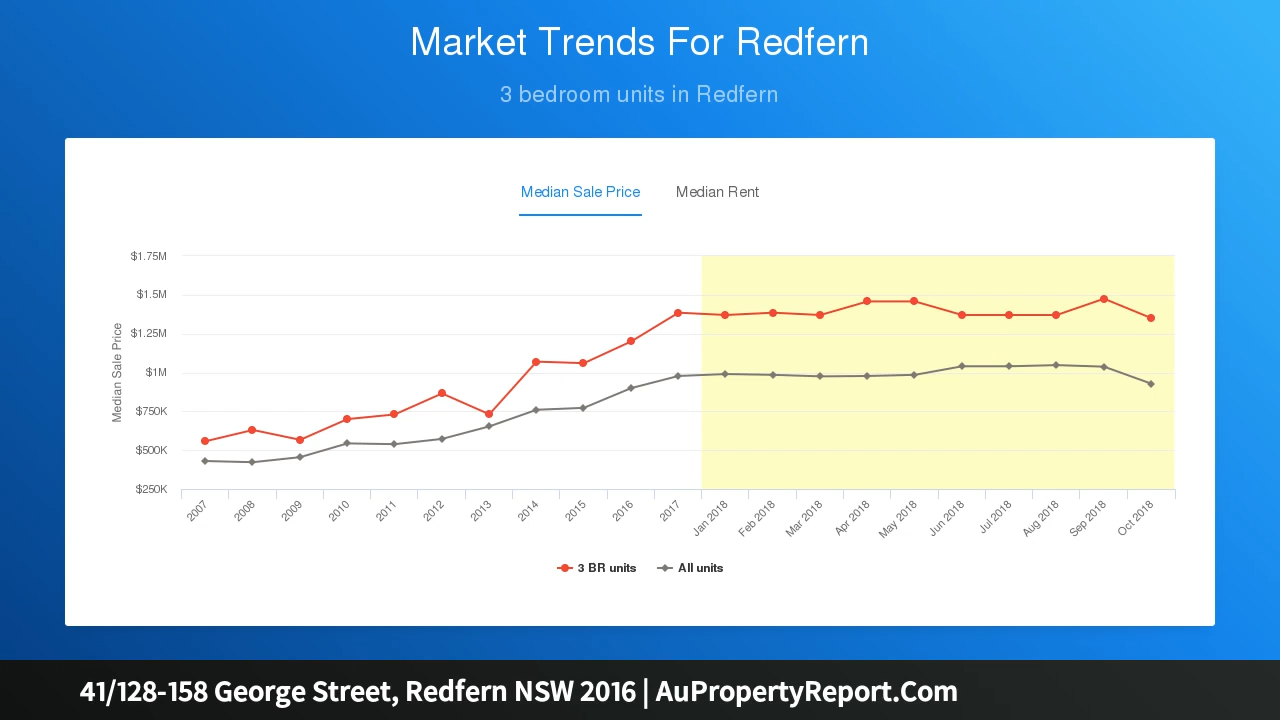 Market Trends For Redfern
3 bedroom units in Redfern
Median Sale Price Median Rent
Median Sale Price
$1.75M
$1.5M
$1.25M
$1M
$750K
$500K
$250K
2007 2008 2009 2010 2011 2012 2013 2014 2015 2016 2017 Jan 2018 Feb 2018 Mar 2018 Apr 2018 May 2018 Jun 2018 Jul 2018 Aug 2018 Sep 2018 Oct 2018
3 BR units All units
41/128-158 George Street, Redfern NSW 2016 | AuPropertyReport.Com